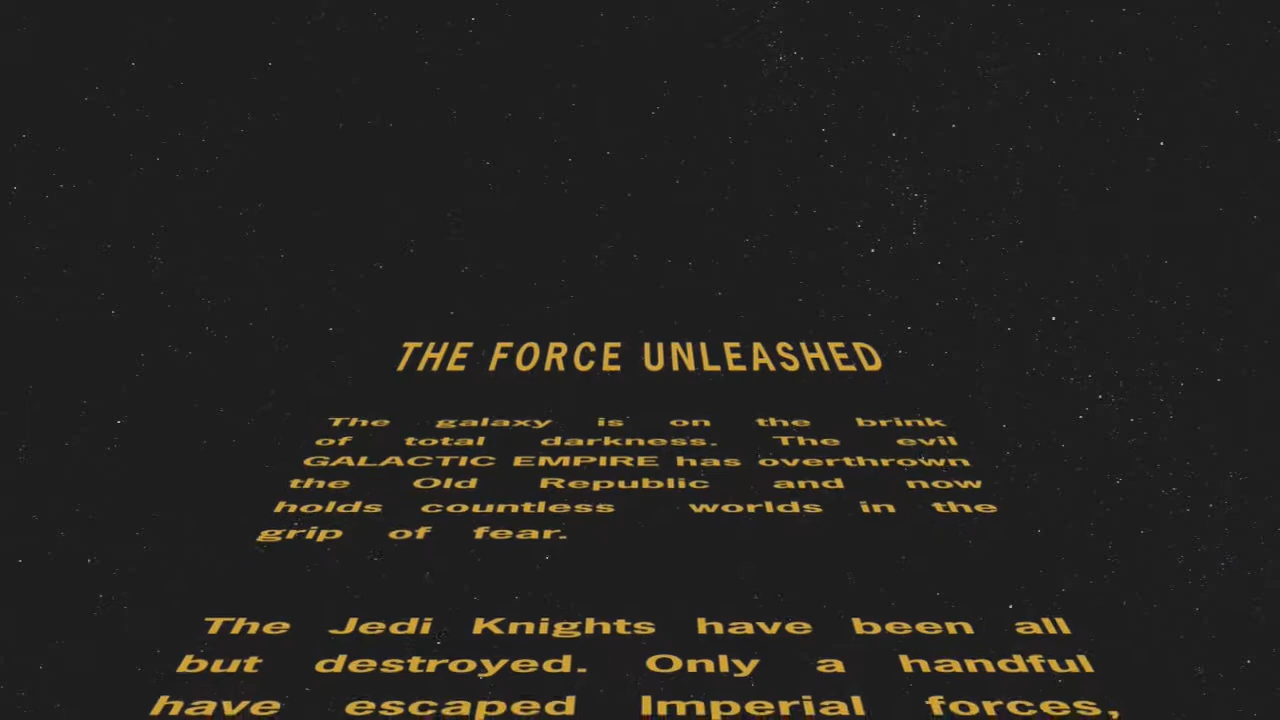 THE FORCE UNLEASHED
The galaxy is on the brink
of total darkness. The evil
GALACTIC EMPIRE has overthrown
the Old Republic and now
holds countless worlds in the
grip of fear.
The Jedi Knights have been all
but destroyed. Only a handful
have escaped Imperial forces,